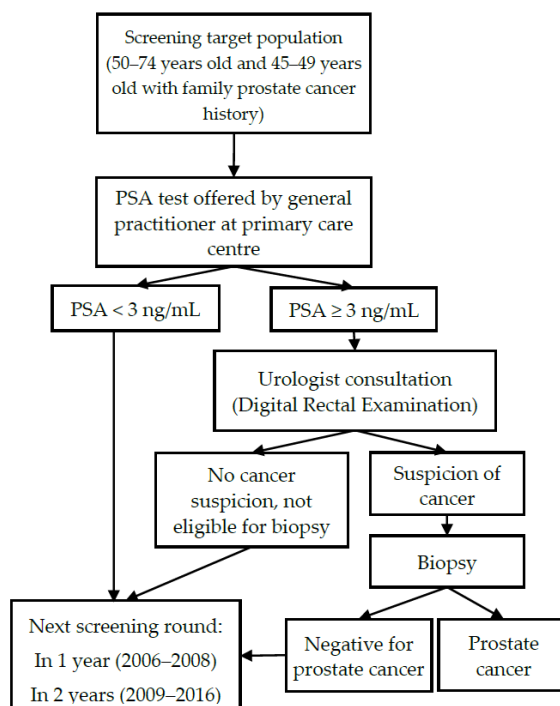 Screening target population
(50–74 years old and 45–49 years
old with family prostate cancer
history)
PSA test offered by general
practitioner at primary care
centre
PSA < 3 ng/mL
PSA ≥ 3 ng/mL
Urologist consultation
(Digital Rectal Examination)
No cancer
suspicion, not
eligible for biopsy
Suspicion of
cancer
Biopsy
Next screening round:
In 1 year (2006–2008)
In 2 years (2009–2016)
Negative for
prostate cancer
Prostate
cancer